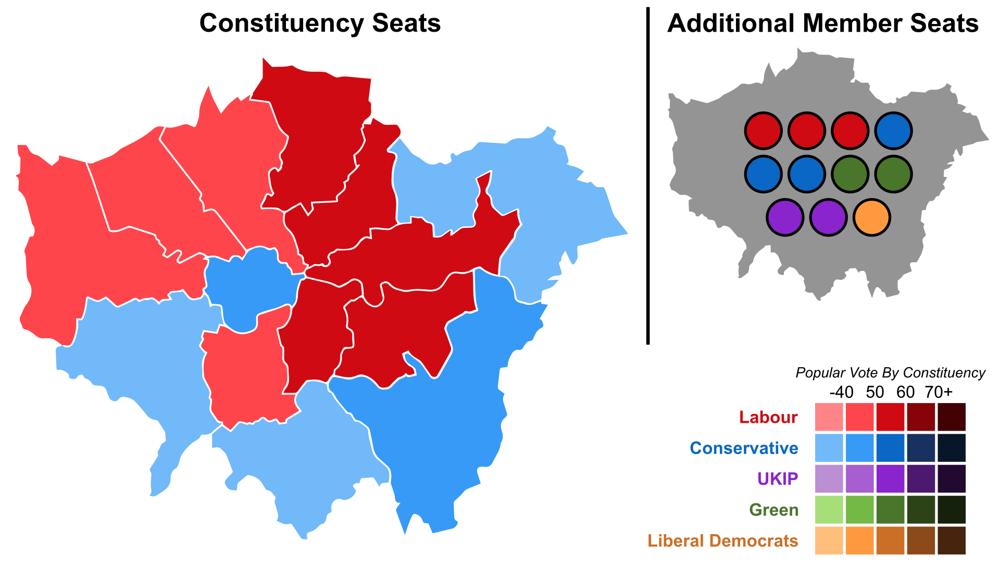 Constituency Seats
Additional Member Seats
Popular Vote By Constituency
-40 50 60 70+
Labour
Conservative
UKIP
Green
Liberal Democrats